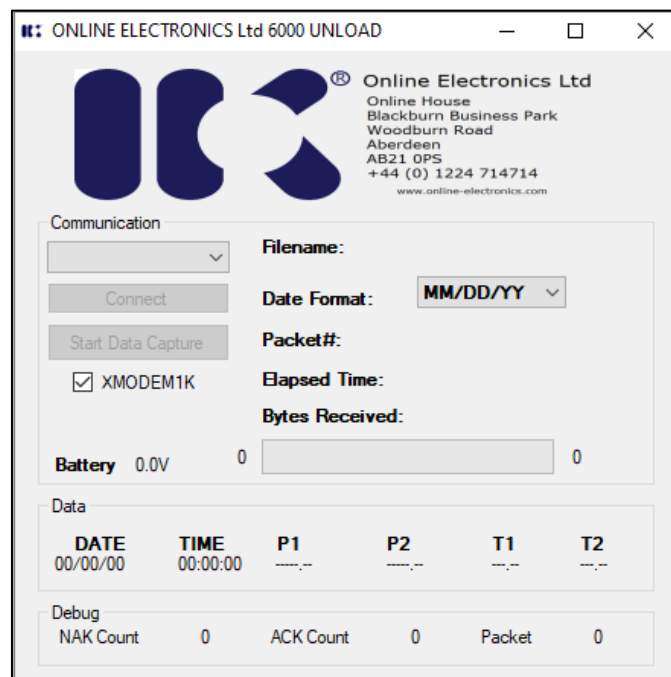 ONLINE ELECTRONICS Ltd 6000 UNLOAD
®
Online Electronics Ltd
Online House
Blackburn Business Park
Woodburn Road
Aberdeen
AB21 0PS
+44 (0) 1224 714714
www.online-electronics.com
Communication
Filename:
Connect
Date Format: MM/DD/YY
Start Data Capture
Packet#:
XMODEM1K
Elapsed Time:
Bytes Received:
Battery 0.0V 0 0
Data
DATE TIME P1 P2 T1 T2
00/00/00 00:00:00 -----.-- -----.-- ---.-- ---.--
Debug
NAK Count 0 ACK Count 0 Packet 0